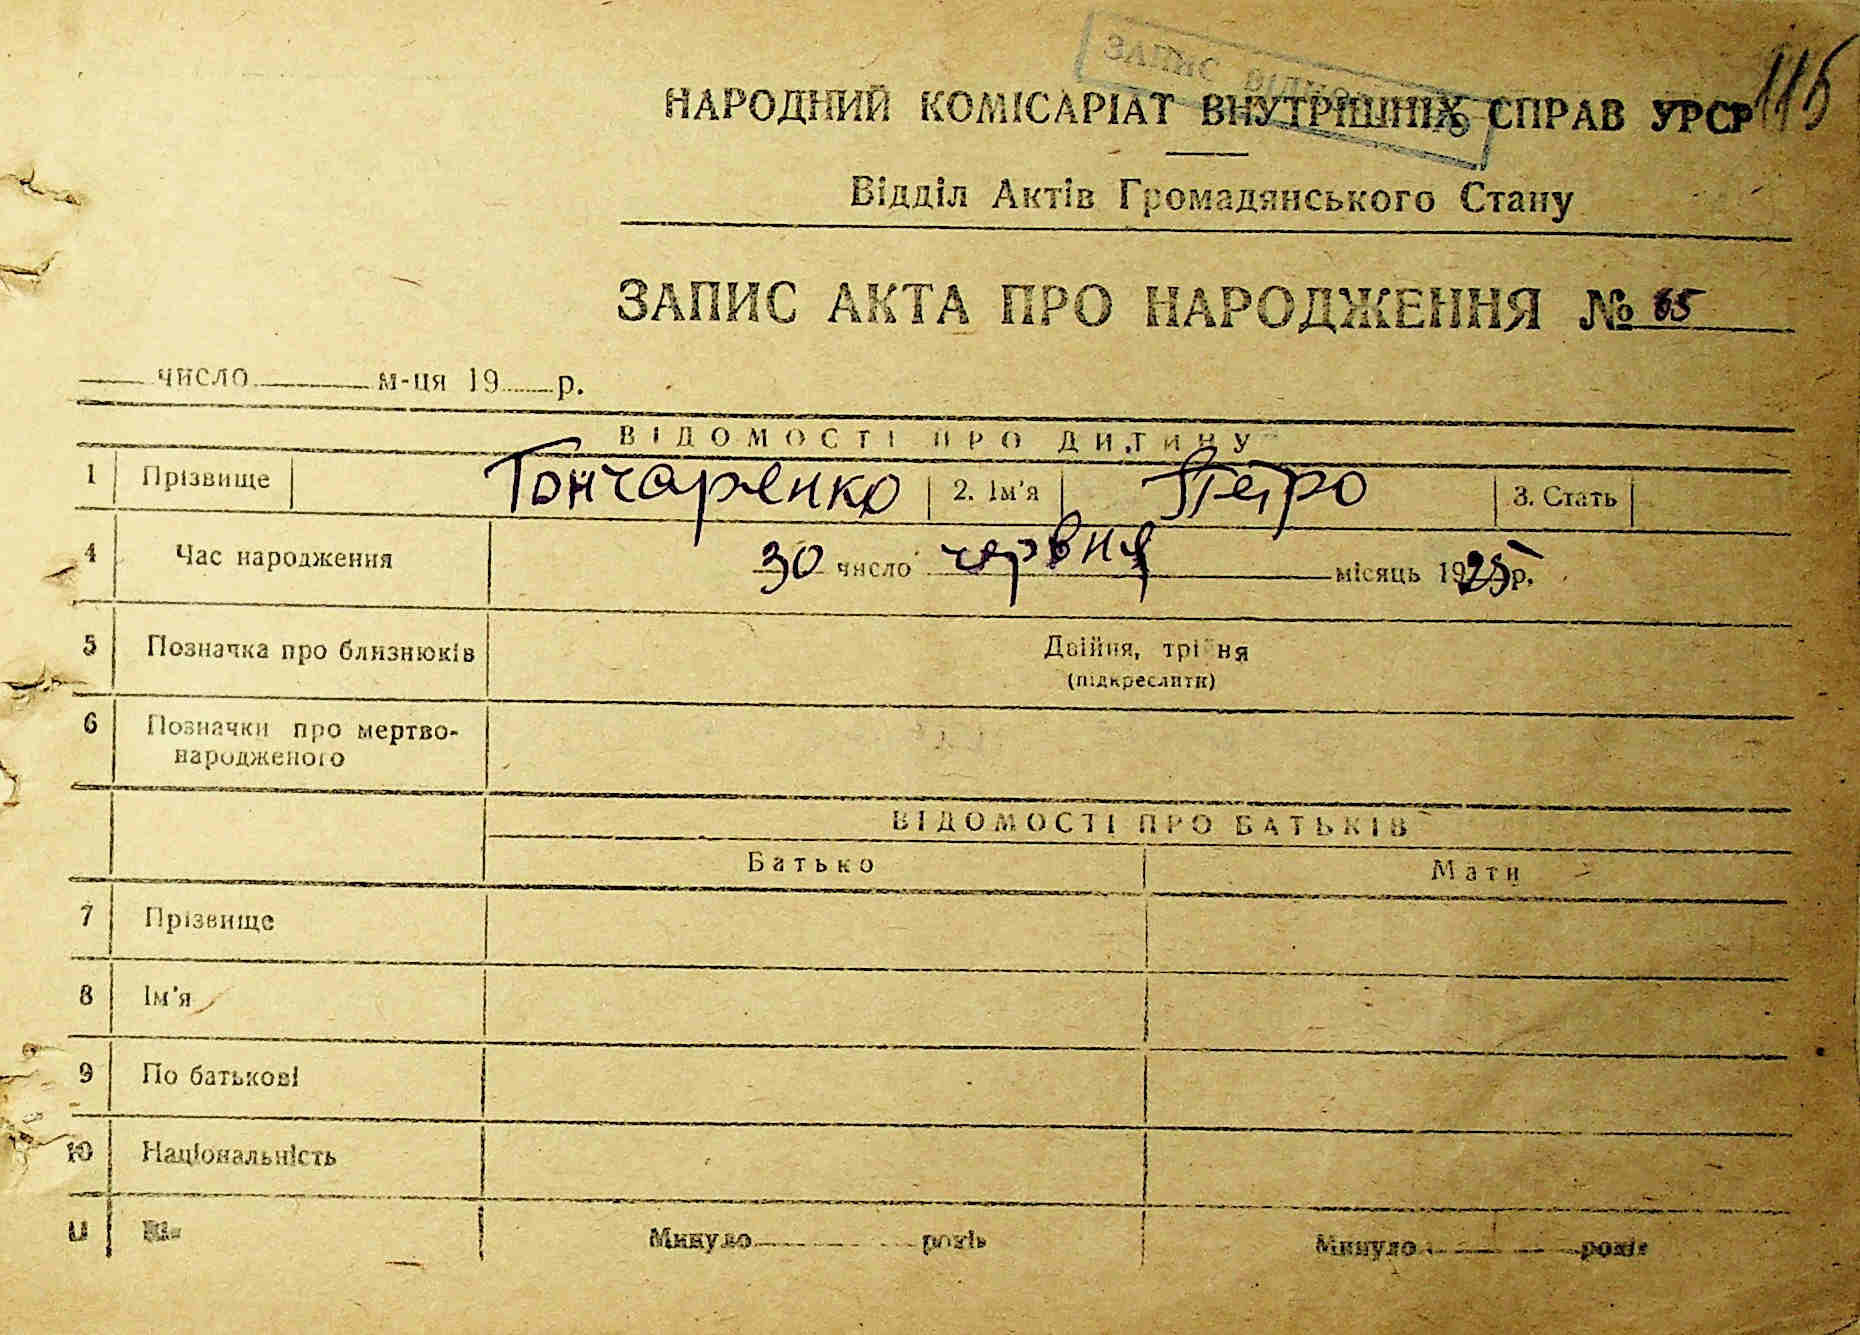 ЗАПИС ВІДНОВ
115
НАРОДНИЙ КОМІСАРІАТ ВНУТРІШНІХ СПРАВ УРСР
Відділ Актів Громадянського Стану
ЗАПИС АКТА ПРО НАРОДЖЕННЯ № 65
число м-ця 19 р.
ВІДОМОСТІ ПРО ДИТИНУ
1 Прізвище Гончаренко 2. Ім'я Петро 3. Стать
4 Час народження 30 число червня місяць 1925 р.
5 Позначка про близнюків Двійня, трійня
(підкреслити)
6 Позначки про мертво-
народженого
ВІДОМОСТІ ПРО БАТЬКІВ
Батько Мати
7 Прізвище
8 Ім'я
9 По батькові
10 Національність
11 Вік Минуло років Минуло років